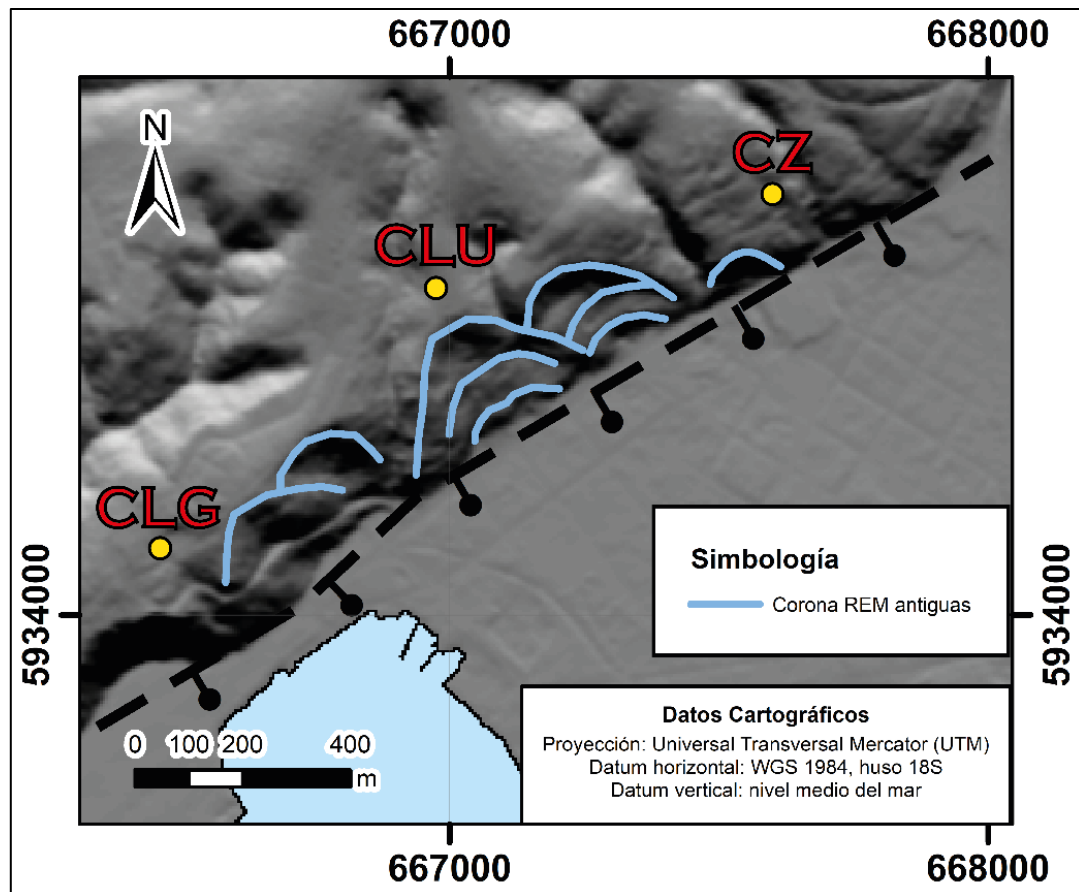 667000 668000
N
CZ
CLU
CLG
5934000
5934000
Simbología
Corona REM antiguas
0 100 200 400
m
Datos Cartográficos
Proyección: Universal Transversal Mercator (UTM)
Datum horizontal: WGS 1984, huso 18S
Datum vertical: nivel medio del mar
667000 668000